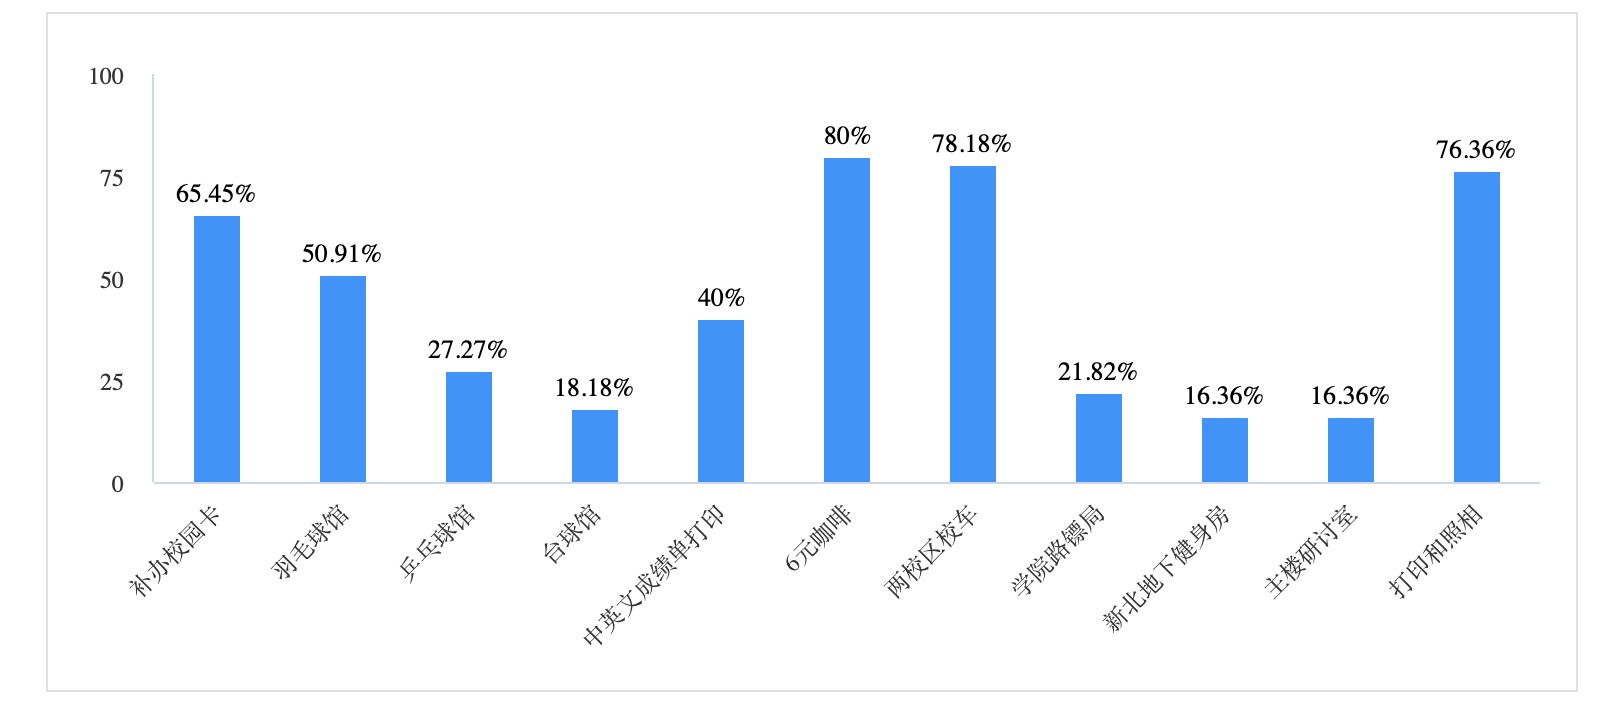 100
75
50
25
0
65.45%
50.91%
27.27%
18.18%
40%
80%
78.18%
21.82%
16.36%
16.36%
76.36%
补办校园卡
羽毛球馆
乒乓球馆
台球馆
中英文成绩单打印
6元咖啡
两校区校车
学院路镖局
新北地下健身房
主楼研讨室
打印和照相